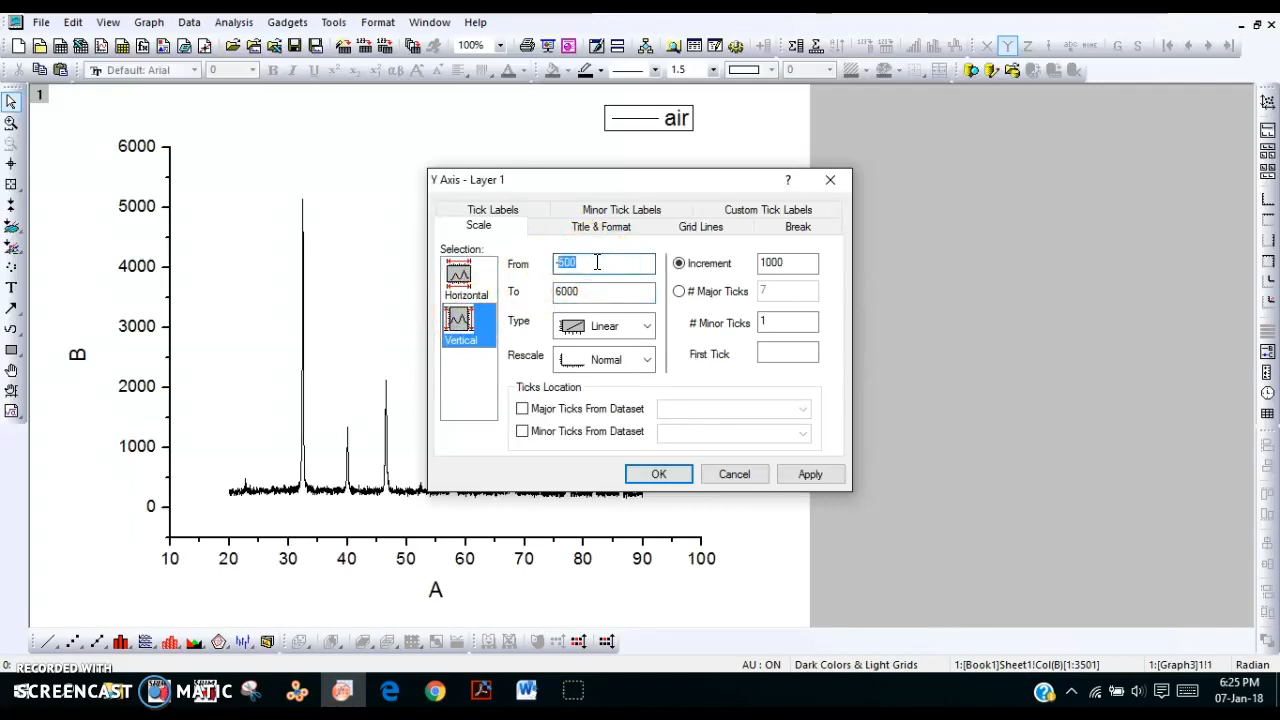 File Edit View Graph Data Analysis Gadgets Tools Format Window Help
100% X Y Z
Default: Arial 0 B I U 1.5 0
1
air
6000
5000
4000
3000
2000
1000
0
B
10 20 30 40 50 60 70 80 90 100
A
Y Axis - Layer 1 ?
Tick Labels Minor Tick Labels Custom Tick Labels
Scale Title & Format Grid Lines Break
Selection:
Horizontal
Vertical
From -500
To 6000
Type Linear
Rescale Normal
Increment 1000
# Major Ticks 7
# Minor Ticks 1
First Tick
Ticks Location
Major Ticks From Dataset
Minor Ticks From Dataset
OK Cancel Apply
0: AU : ON Dark Colors & Light Grids 1:[Book1]Sheet1!Col(B)[1:3501] 1:[Graph3]1!1 Radian
RECORDED WITH
SCREENCAST MATIC
6:25 PM
07-Jan-18